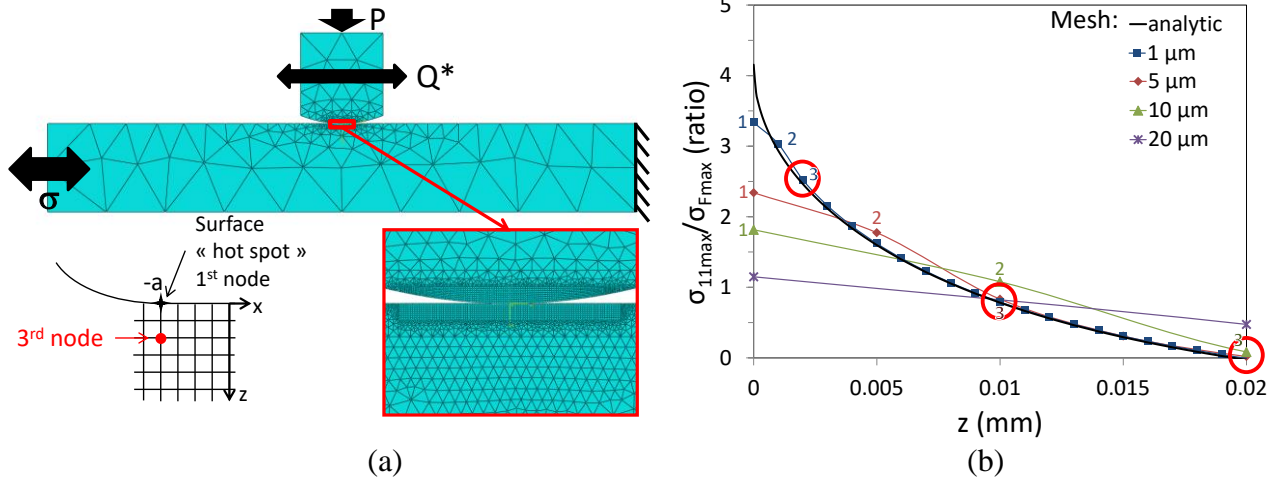 P
Q*
σ
Surface
« hot spot »
1st node
-a
x
3rd node
z
(a)
Mesh:
analytic
1 µm
5 µm
10 µm
20 µm
σ11max/σFmax (ratio)
5
4
3
2
1
0
1
2
3
1
2
3
1
2
3
0
0.005
0.01
0.015
0.02
z (mm)
(b)